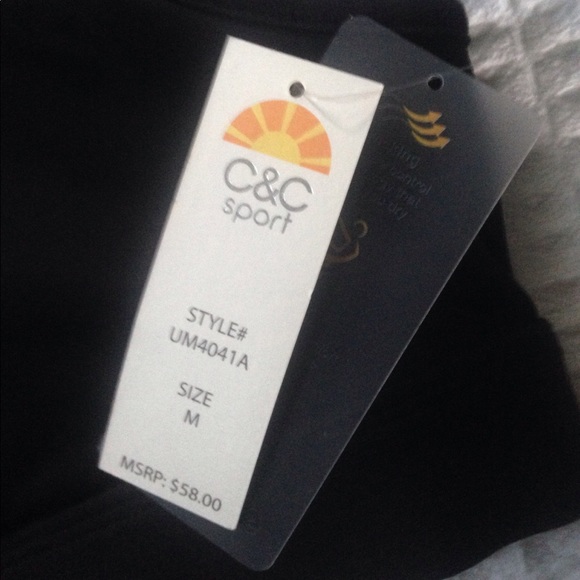 C&C
sport
STYLE#
UM4041A
SIZE
M
MSRP: $58.00